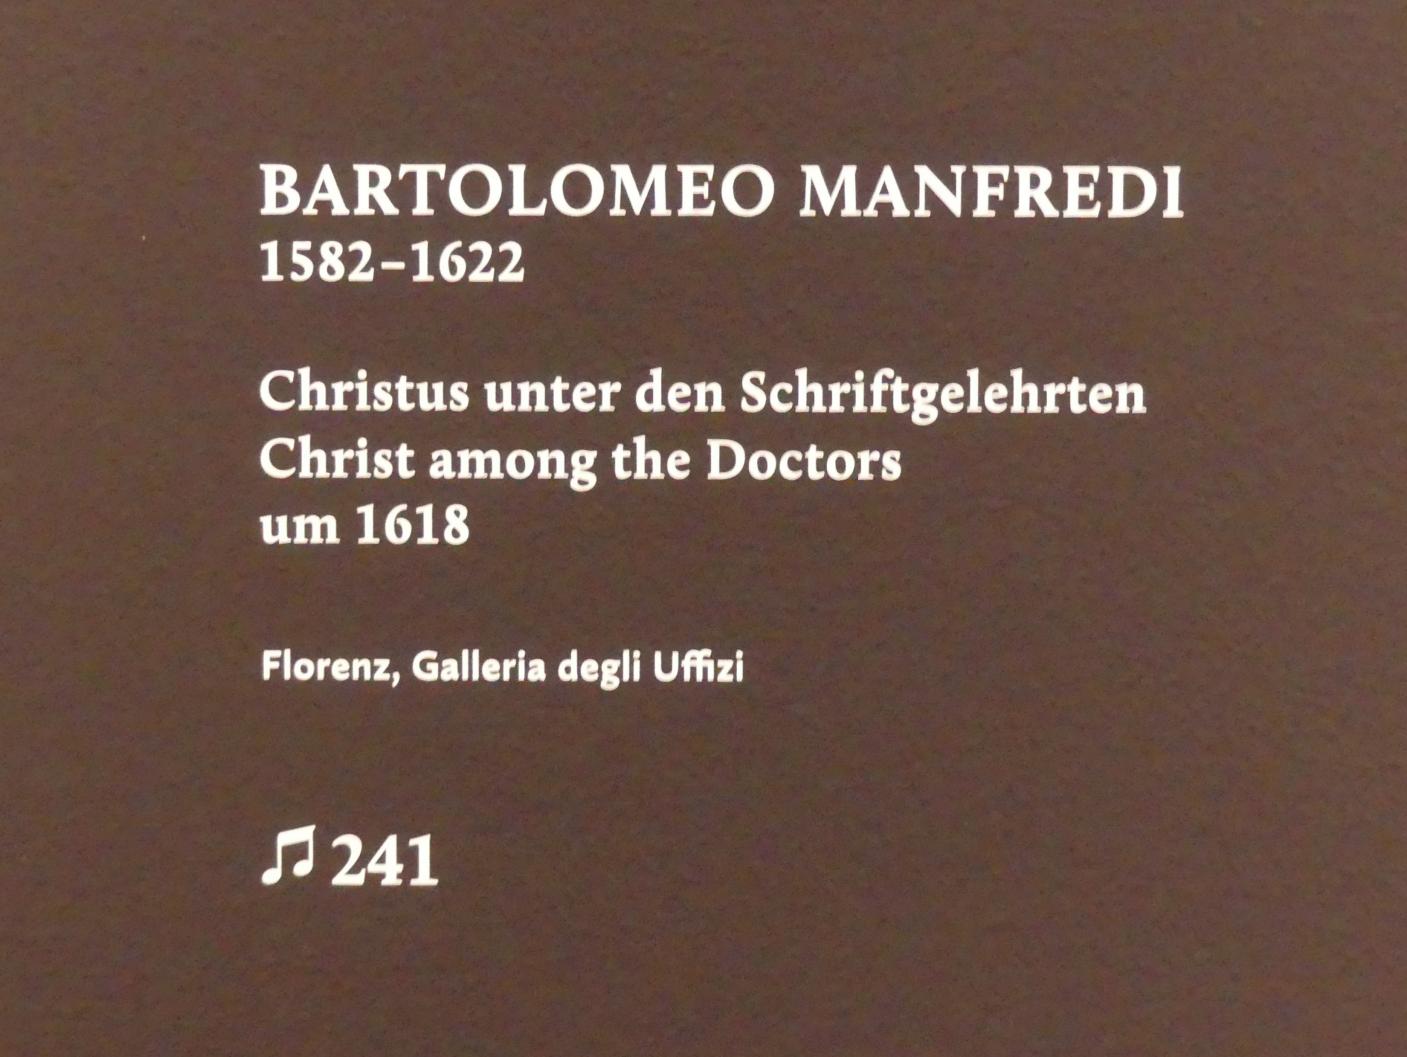 BARTOLOMEO MANFREDI
1582–1622
Christus unter den Schriftgelehrten
Christ among the Doctors
um 1618
Florenz, Galleria degli Uffizi
♫ 241